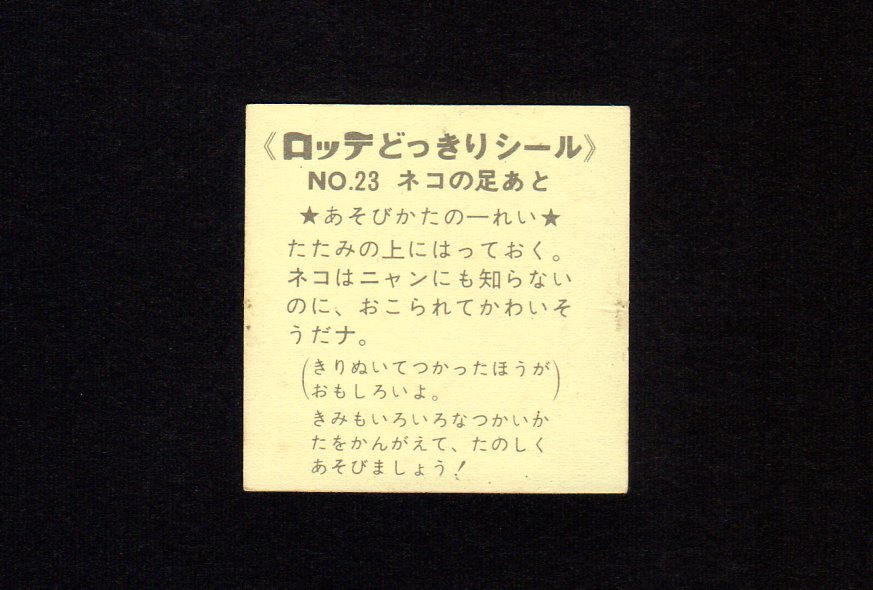 《ロッテどっきりシール》
NO.23 ネコの足あと
★あそびかたの一れい★
たたみの上にはっておく。
ネコはニャンにも知らない
のに、おこられてかわいそ
うだナ。
(きりぬいてつかったほうが
おもしろいよ。)
きみもいろいろなつかいか
たをかんがえて、たのしく
あそびましょう!